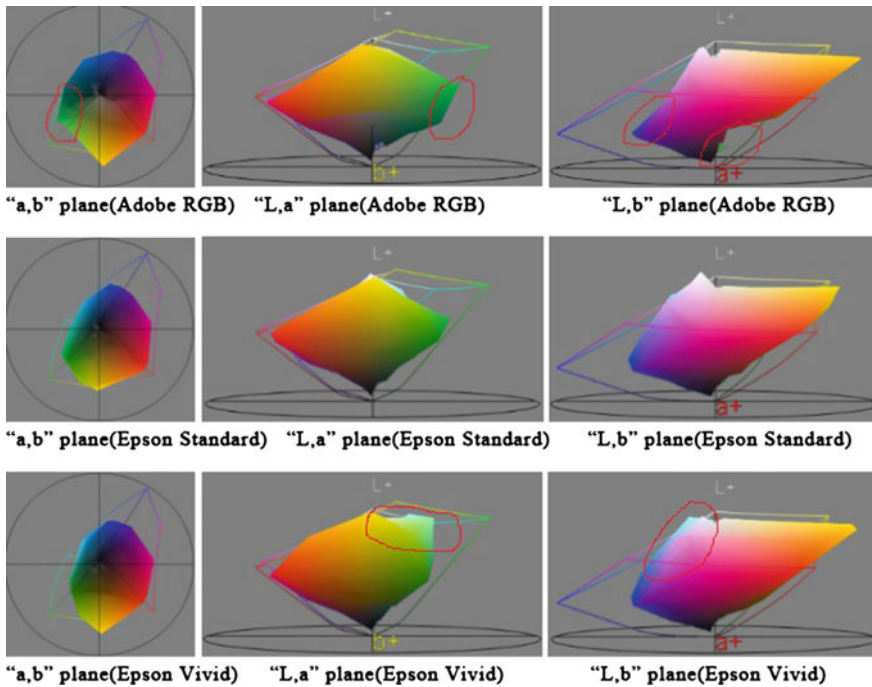 L+
L+
b+
a+
"a,b" plane(Adobe RGB) "L,a" plane(Adobe RGB) "L,b" plane(Adobe RGB)
L+
L+
a+
"a,b" plane(Epson Standard) "L,a" plane(Epson Standard) "L,b" plane(Epson Standard)
L+
L+
b+
a+
"a,b" plane(Epson Vivid) "L,a" plane(Epson Vivid) "L,b" plane(Epson Vivid)